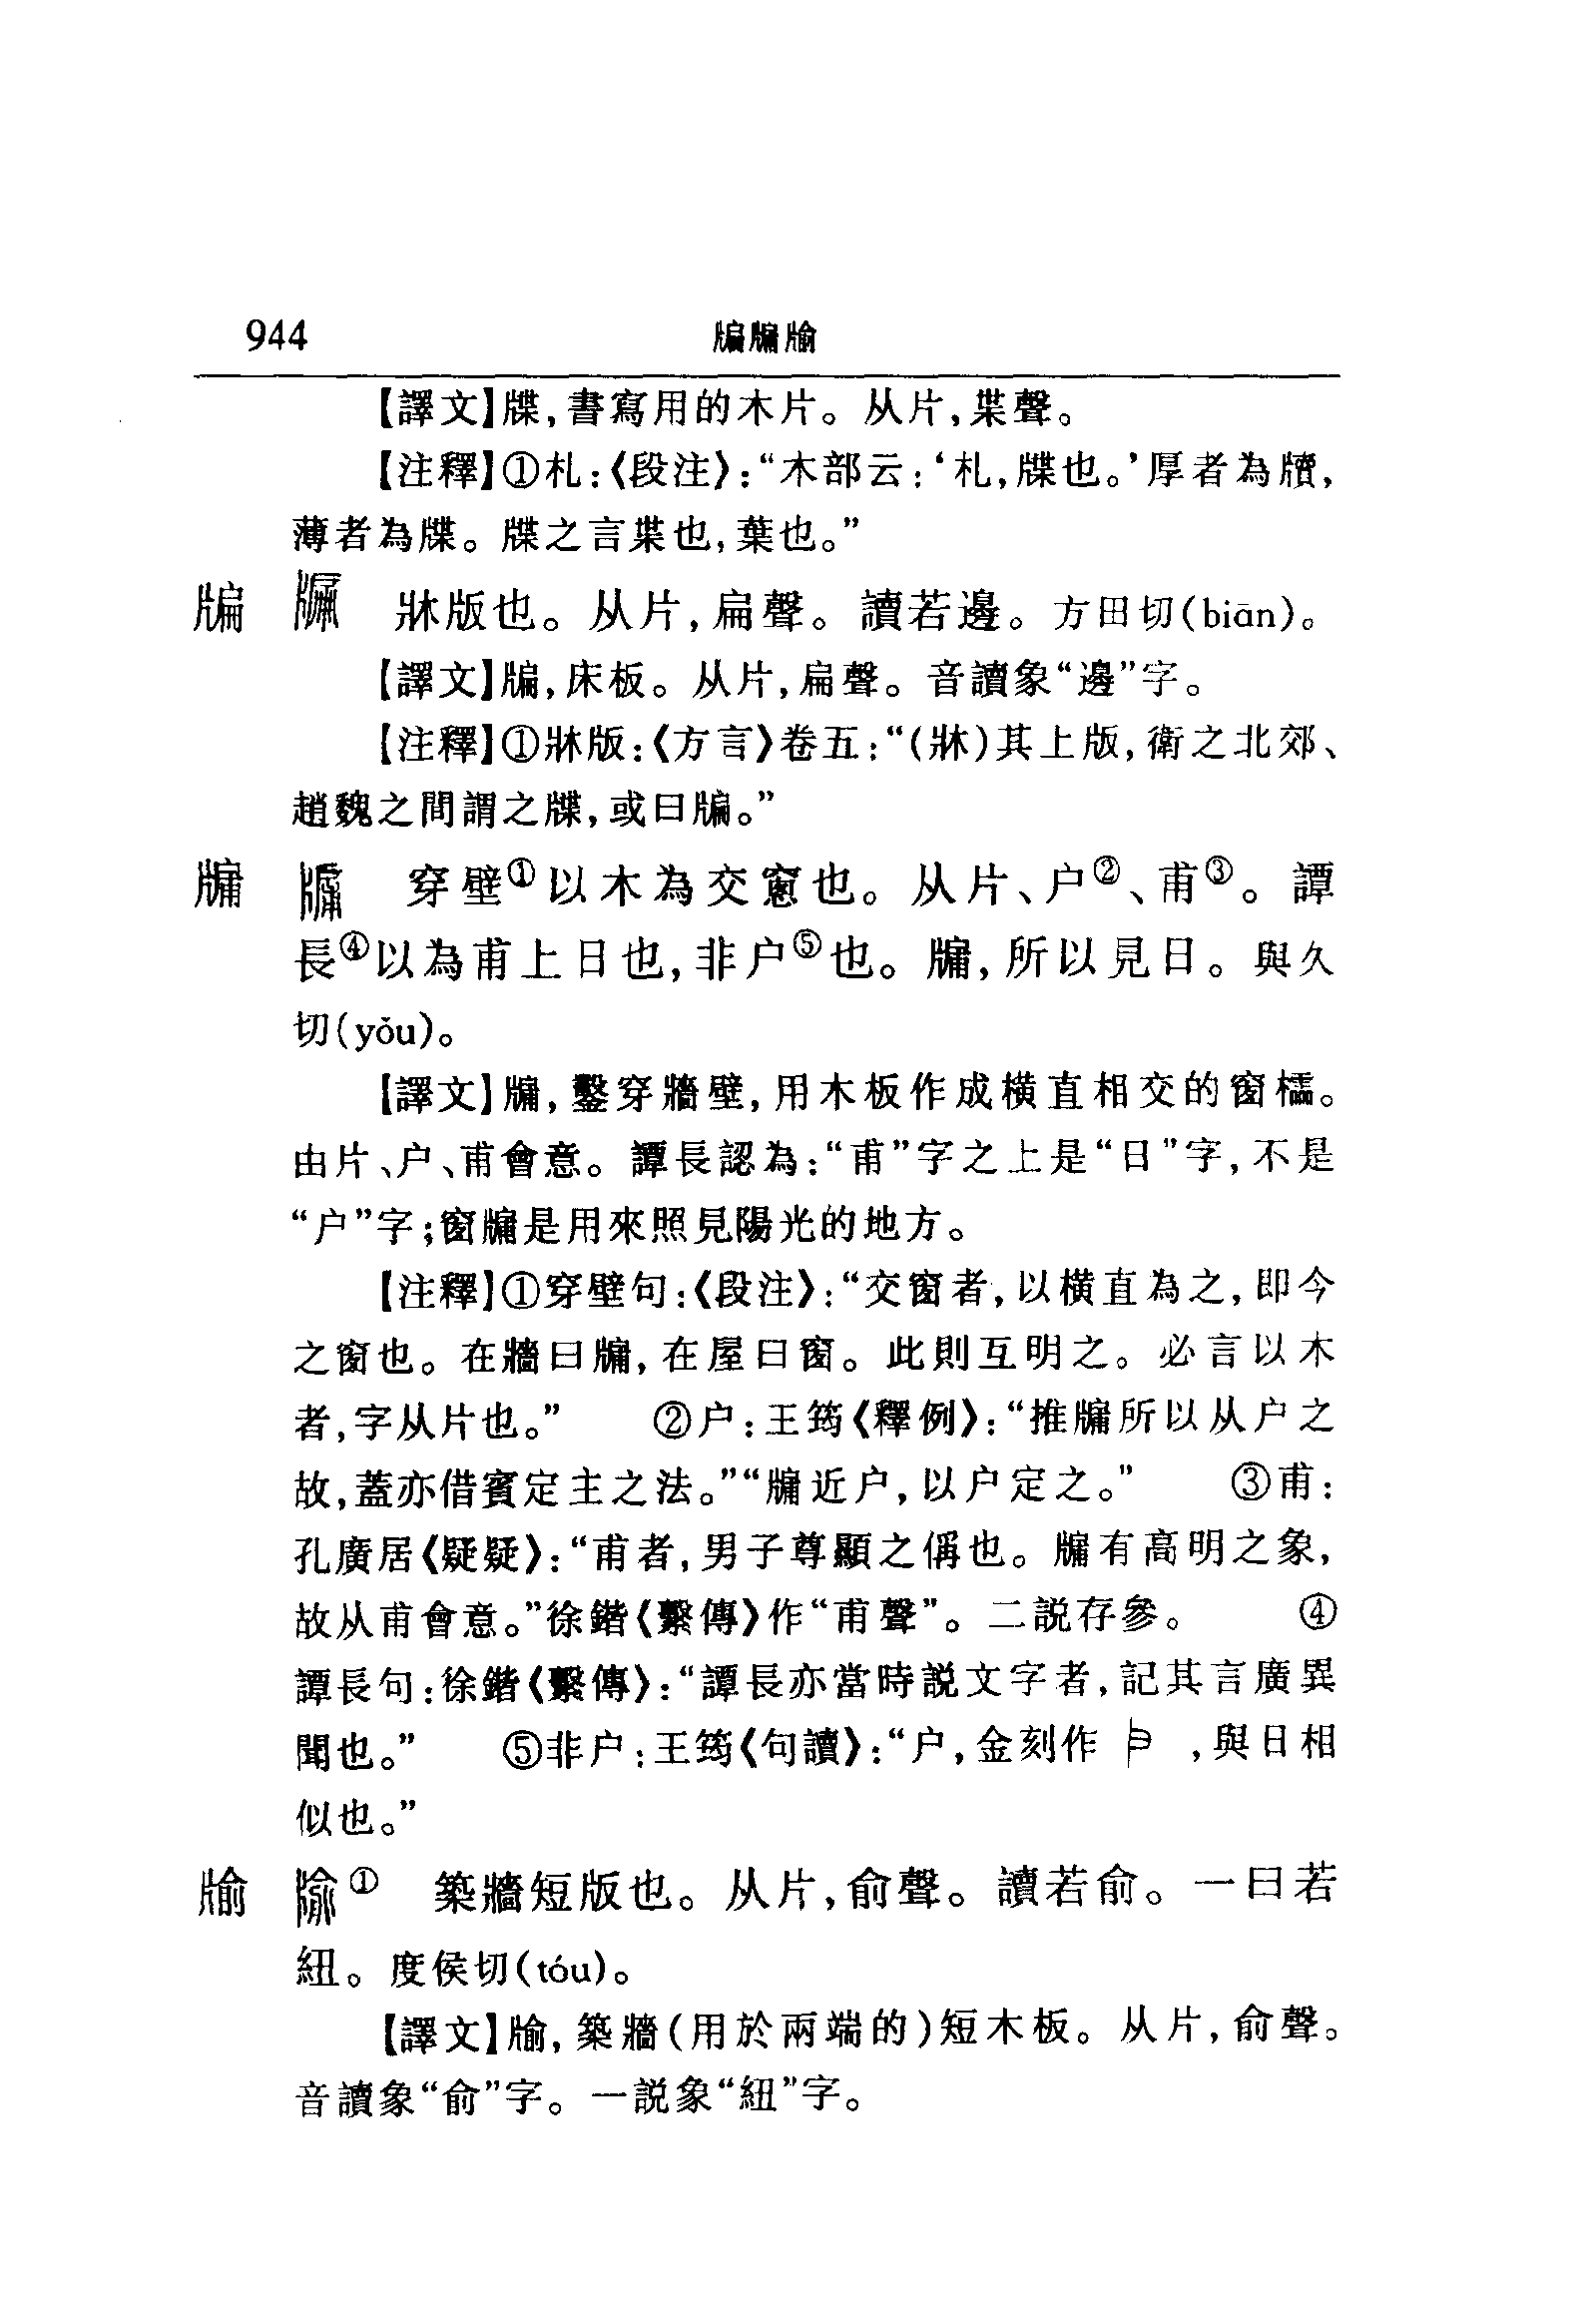 944
牑牖牏
【譯文】牒,書寫用的木片。从片,枼聲。
【注釋】①札:《段注》:“木部云:‘札,牒也。’厚者為牘,
薄者為牒。牒之言枼也,葉也。”
牑 牀版也。从片,扁聲。讀若邊。方田切(biān)。
【譯文】牑,床板。从片,扁聲。音讀象“邊”字。
【注釋】①牀版:《方言》卷五:“(牀)其上版,衛之北郊、
趙魏之間謂之牒,或曰牑。”
牖 穿壁①以木為交窻也。从片、户②、甫③。譚
長④以為甫上日也,非户⑤也。牖,所以見日。與久
切(yǒu)。
【譯文】牖,鑿穿牆壁,用木板作成橫直相交的窗櫺。
由片、户、甫會意。譚長認為:“甫”字之上是“日”字,不是
“户”字;窗牖是用來照見陽光的地方。
【注釋】①穿壁句:《段注》:“交窗者,以橫直為之,即今
之窗也。在牆曰牖,在屋曰窗。此則互明之。必言以木
者,字从片也。” ②户:王筠《釋例》:“推牖所以从户之
故,蓋亦借賓定主之法。”“牖近户,以户定之。” ③甫:
孔廣居《疑疑》:“甫者,男子尊顯之偁也。牖有高明之象,
故从甫會意。”徐鍇《繫傳》作“甫聲”。二説存參。 ④
譚長句:徐鍇《繫傳》:“譚長亦當時説文字者,記其言廣異
聞也。” ⑤非户:王筠《句讀》:“户,金刻作 ,與日相
似也。”
牏 ① 築牆短版也。从片,俞聲。讀若俞。一曰若
紐。度侯切(tóu)。
【譯文】牏,築牆(用於兩端的)短木板。从片,俞聲。
音讀象“俞”字。一説象“紐”字。